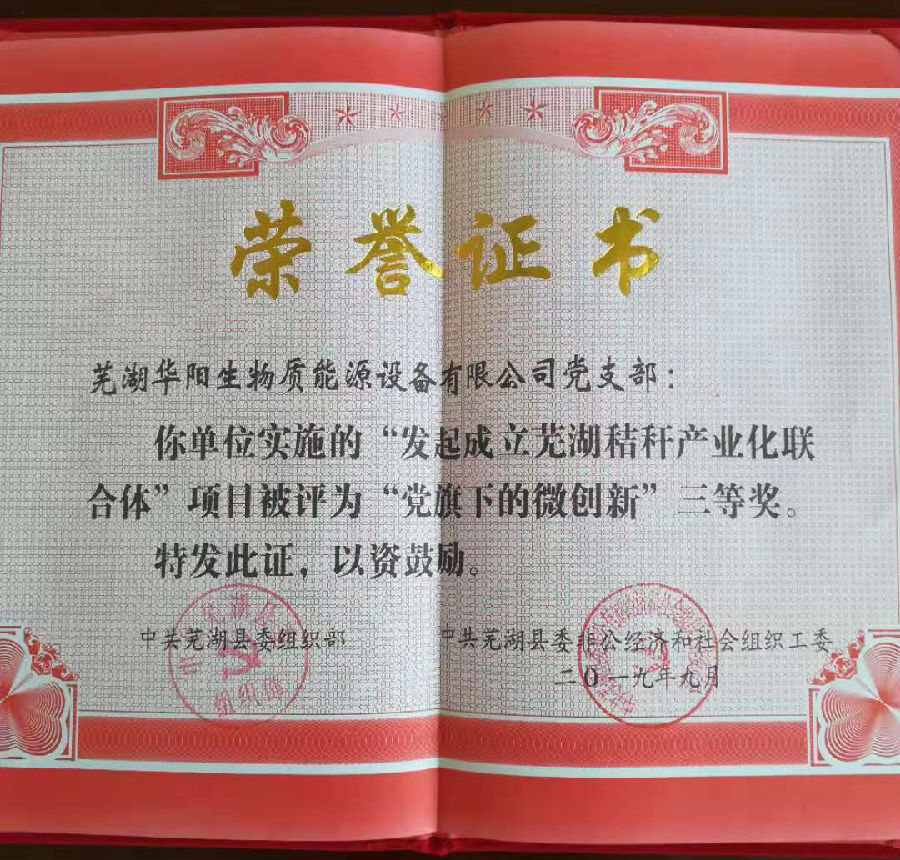 荣誉证书
芜湖华阳生物质能源设备有限公司党支部：
你单位实施的“发起成立芜湖秸秆产业化联
合体”项目被评为“党旗下的微创新”三等奖。
特发此证，以资鼓励。
中共芜湖县委组织部 中共芜湖县委非公经济和社会组织工委
二〇一九年九月
组织部